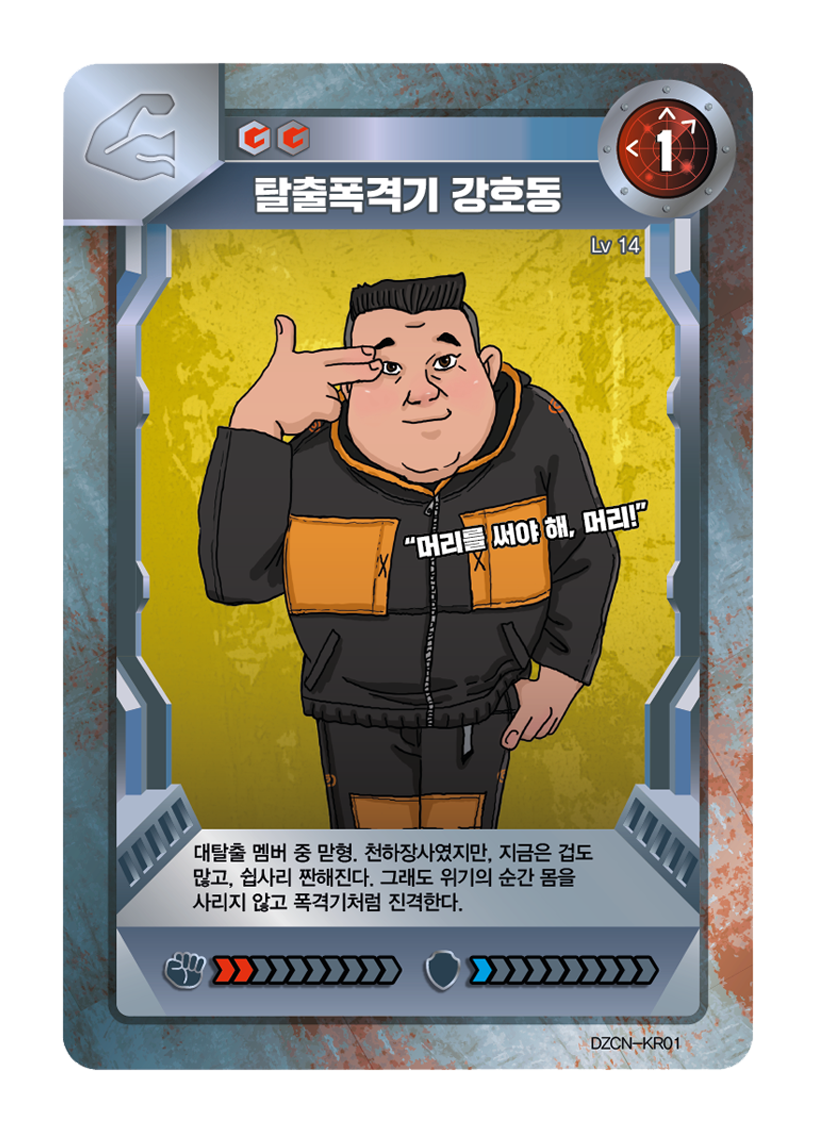 1
탈출폭격기 강호동
Lv 14
“머리를 써야 해, 머리!”
대탈출 멤버 중 맏형. 천하장사였지만, 지금은 겁도
많고, 쉽사리 짠해진다. 그래도 위기의 순간 몸을
사리지 않고 폭격기처럼 진격한다.
DZCN-KR01